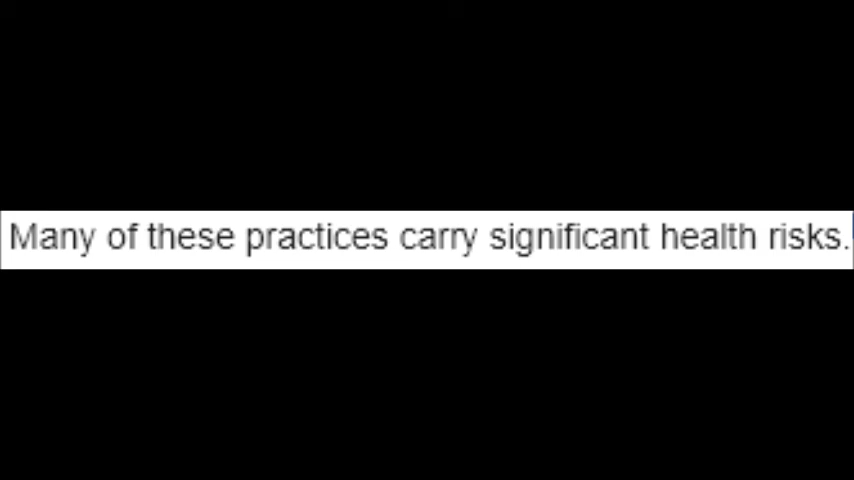 Many of these practices carry significant health risks.